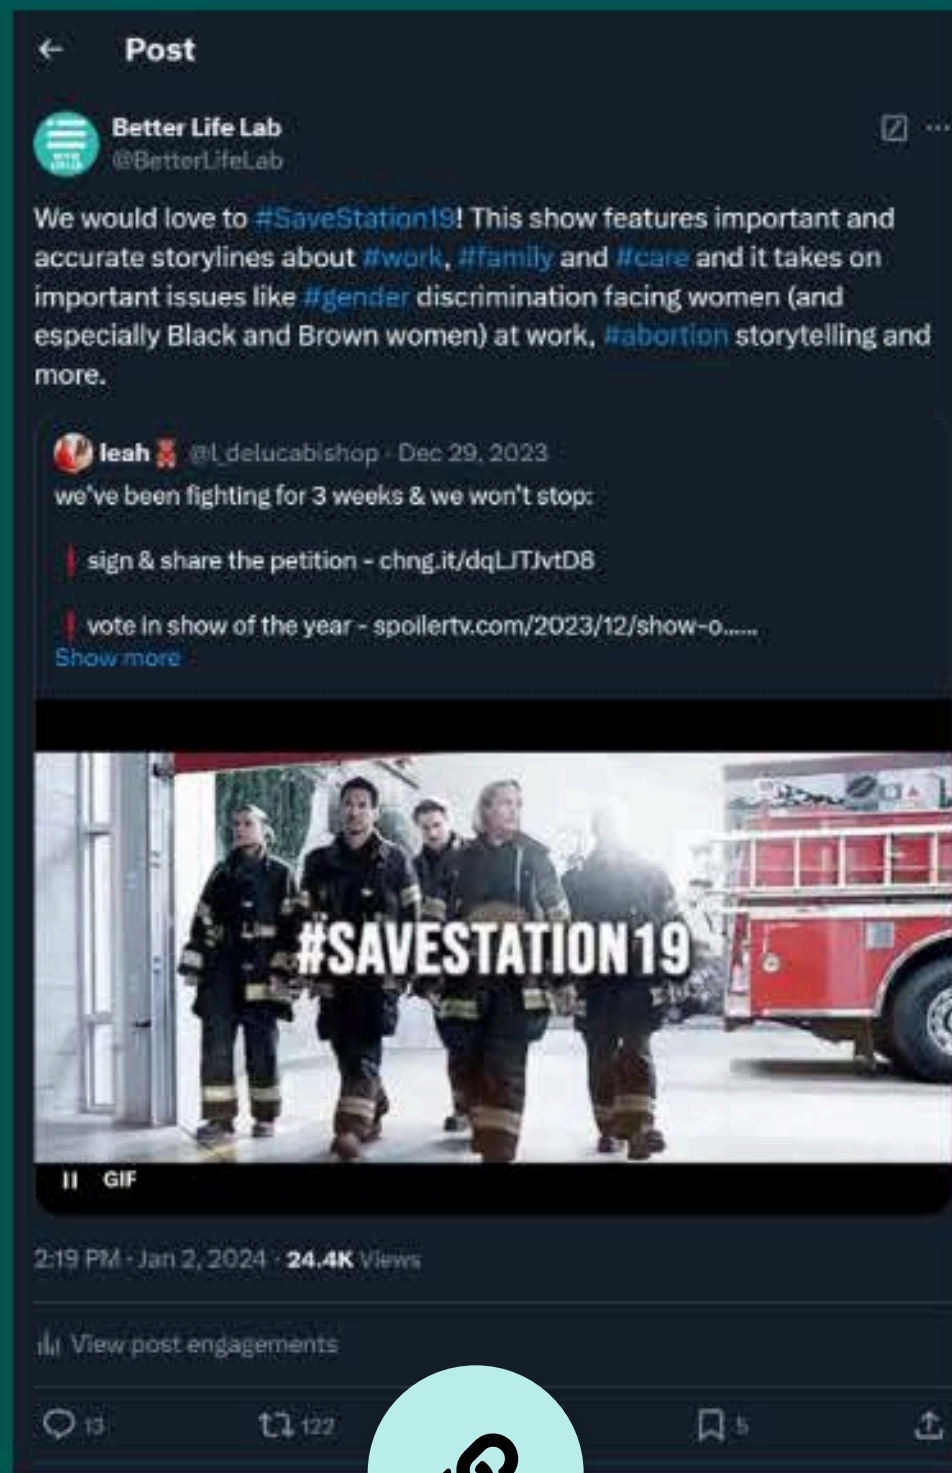 Post
Better Life Lab
@BetterLifeLab
We would love to #SaveStation19! This show features important and
accurate storylines about #work, #family and #care and it takes on
important issues like #gender discrimination facing women (and
especially Black and Brown women) at work, #abortion storytelling and
more.
leah @l_delucabishop · Dec 29, 2023
we've been fighting for 3 weeks & we won't stop:
sign & share the petition - chng.it/dqLJTJvtD8
vote in show of the year - spoilertv.com/2023/12/show-o......
Show more
#SAVESTATION19
GIF
2:19 PM · Jan 2, 2024 · 24.4K Views
View post engagements
13 122 5